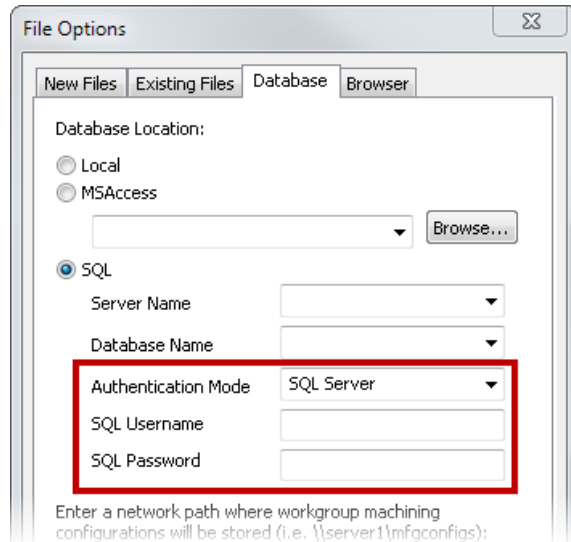 File Options
New Files Existing Files Database Browser
Database Location:
Local
MSAccess
Browse...
SQL
Server Name
Database Name
Authentication Mode SQL Server
SQL Username
SQL Password
Enter a network path where workgroup machining
configurations will be stored (i.e. \\server1\mfgconfigs):